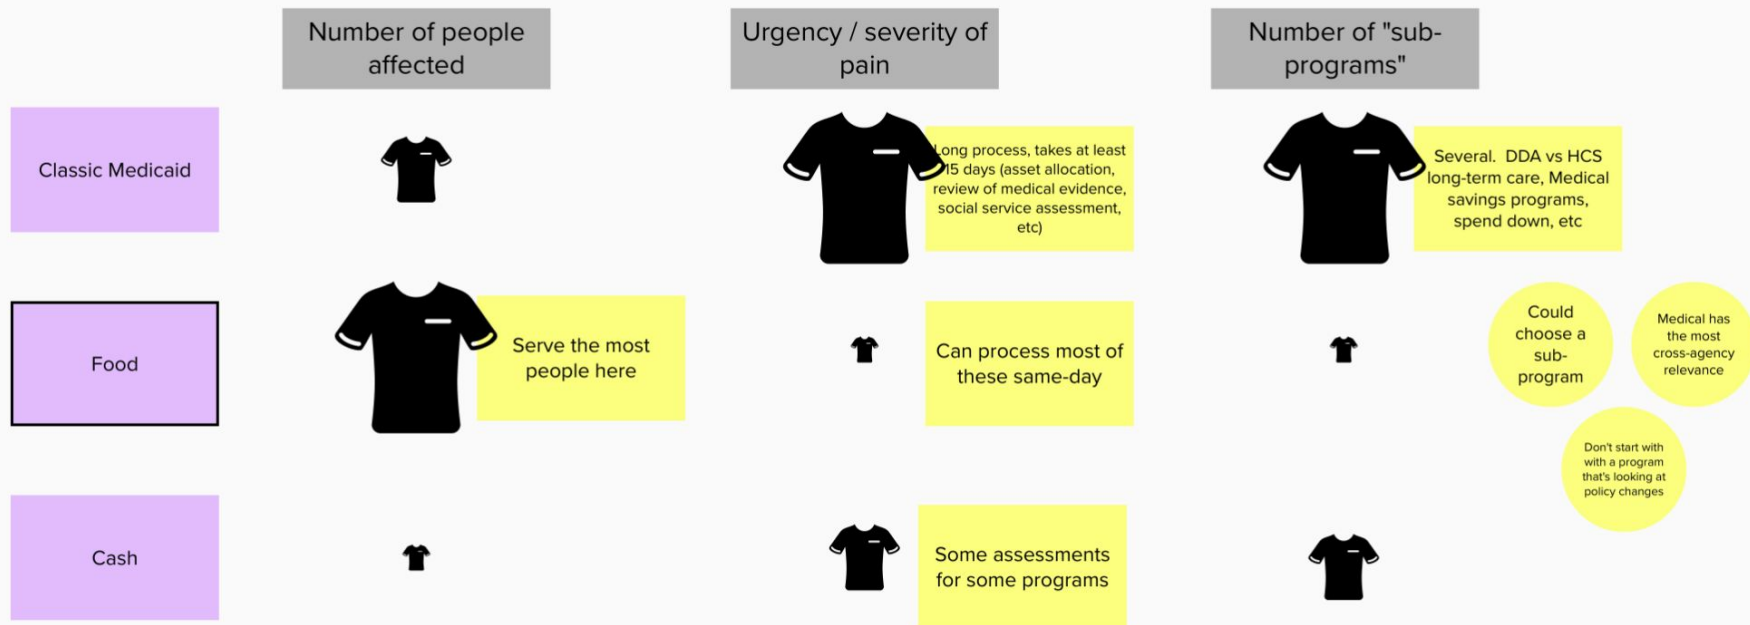 Number of people
affected
Urgency / severity of
pain
Number of "sub-
programs"
Classic Medicaid
Long process, takes at least
15 days (asset allocation,
review of medical evidence,
social service assessment,
etc)
Several. DDA vs HCS
long-term care, Medical
savings programs,
spend down, etc
Food
Serve the most
people here
Can process most of
these same-day
Could
choose a
sub-
program
Medical has
the most
cross-agency
relevance
Don't start with
with a program
that's looking at
policy changes
Cash
Some assessments
for some programs